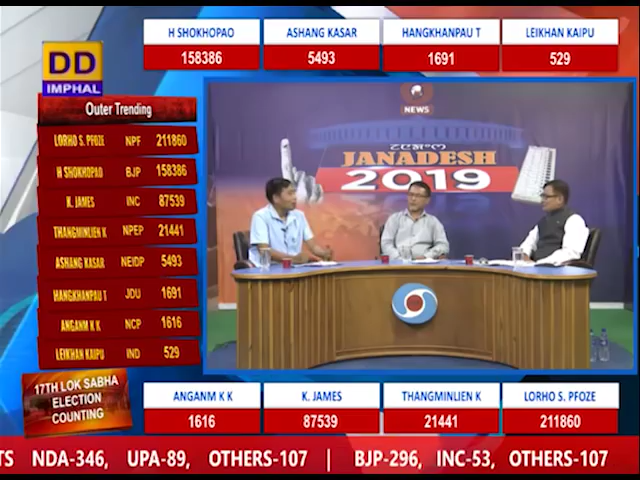 H SHOKHOPAO
158386
ASHANG KASAR
5493
HANGKHANPAU T
1691
LEIKHAN KAIPU
529
DD
IMPHAL
Outer Trending
LORHO S. PFOZE NPF 211860
H SHOKHOPAO BJP 158386
K. JAMES INC 87539
THANGMINLIEN K NPEP 21441
ASHANG KASAR NEIDP 5493
HANGKHANPAU T JDU 1691
ANGANM K K NCP 1616
LEIKHAN KAIPU IND 529
NEWS
JANADESH
2019
17TH LOK SABHA
ELECTION
COUNTING
ANGANM K K
1616
K. JAMES
87539
THANGMINLIEN K
21441
LORHO S. PFOZE
211860
TS NDA-346, UPA-89, OTHERS-107 | BJP-296, INC-53, OTHERS-107